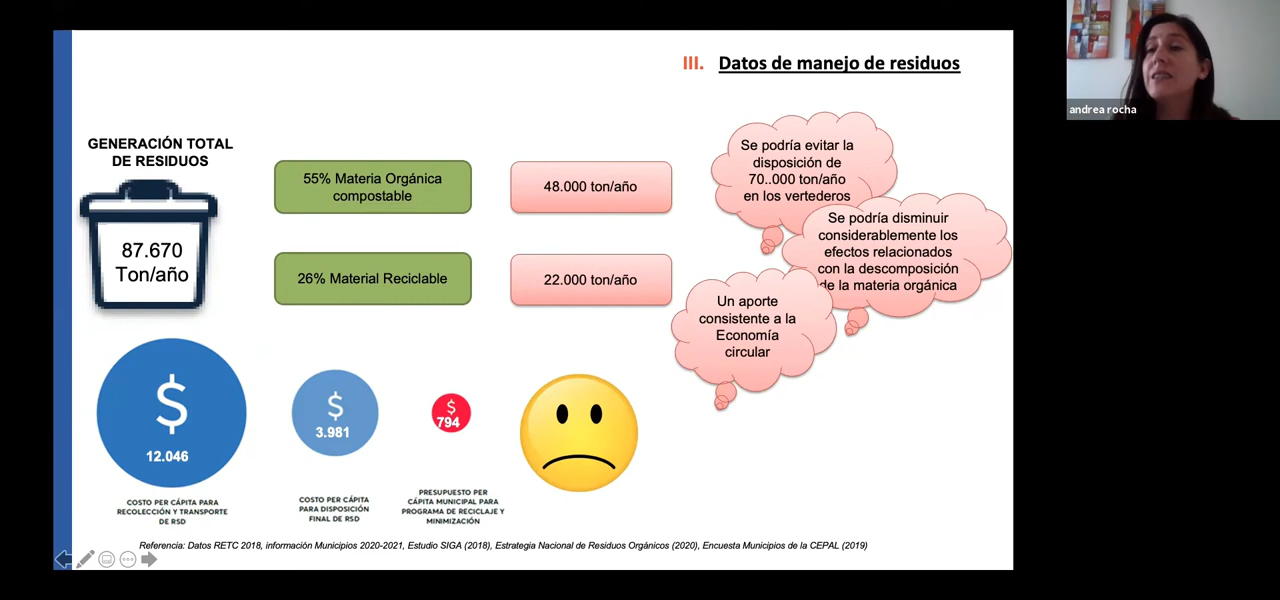 III. Datos de manejo de residuos
andrea rocha
GENERACIÓN TOTAL
DE RESIDUOS
87.670
Ton/año
55% Materia Orgánica
compostable
48.000 ton/año
26% Material Reciclable
22.000 ton/año
Se podría evitar la
disposición de
70..000 ton/año
en los vertederos
Se podría disminuir
considerablemente los
efectos relacionados
con la descomposición
de la materia orgánica
Un aporte
consistente a la
Economía
circular
$
12.046
COSTO PER CÁPITA PARA
RECOLECCIÓN Y TRANSPORTE
DE RSD
$
3.981
COSTO PER CÁPITA
PARA DISPOSICIÓN
FINAL DE RSD
$
794
PRESUPUESTO PER
CÁPITA MUNICIPAL PARA
PROGRAMA DE RECICLAJE Y
MINIMIZACIÓN
Referencia: Datos RETC 2018, información Municipios 2020-2021, Estudio SIGA (2018), Estrategia Nacional de Residuos Orgánicos (2020), Encuesta Municipios de la CEPAL (2019)